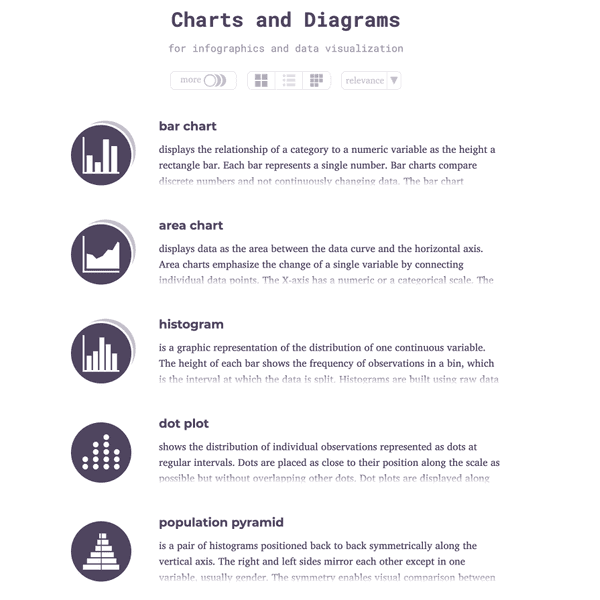 Charts and Diagrams
for infographics and data visualization
more
relevance
bar chart
displays the relationship of a category to a numeric variable as the height a
rectangle bar. Each bar represents a single number. Bar charts compare
discrete numbers and not continuously changing data. The bar chart
area chart
displays data as the area between the data curve and the horizontal axis.
Area charts emphasize the change of a single variable by connecting
individual data points. The X-axis has a numeric or a categorical scale. The
histogram
is a graphic representation of the distribution of one continuous variable.
The height of each bar shows the frequency of observations in a bin, which
is the interval at which the data is split. Histograms are built using raw data
dot plot
shows the distribution of individual observations represented as dots at
regular intervals. Dots are placed as close to their position along the scale as
possible but without overlapping other dots. Dot plots are displayed along
population pyramid
is a pair of histograms positioned back to back symmetrically along the
vertical axis. The right and left sides mirror each other except in one
variable, usually gender. The symmetry enables visual comparison between